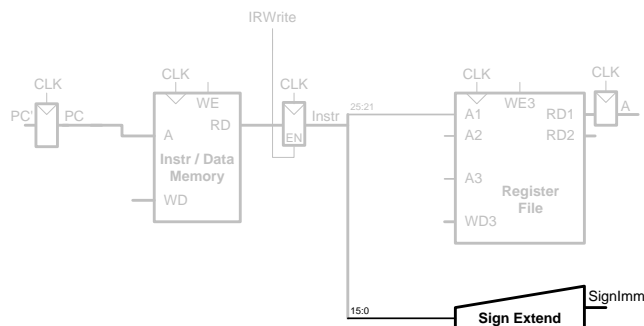 IRWrite
CLK
CLK
CLK
CLK
CLK
PC'
PC
WE
A
RD
Instr / Data
Memory
WD
EN
Instr
25:21
A1
WE3
RD1
A
A2
RD2
A3
Register
File
WD3
15:0
Sign Extend
SignImm